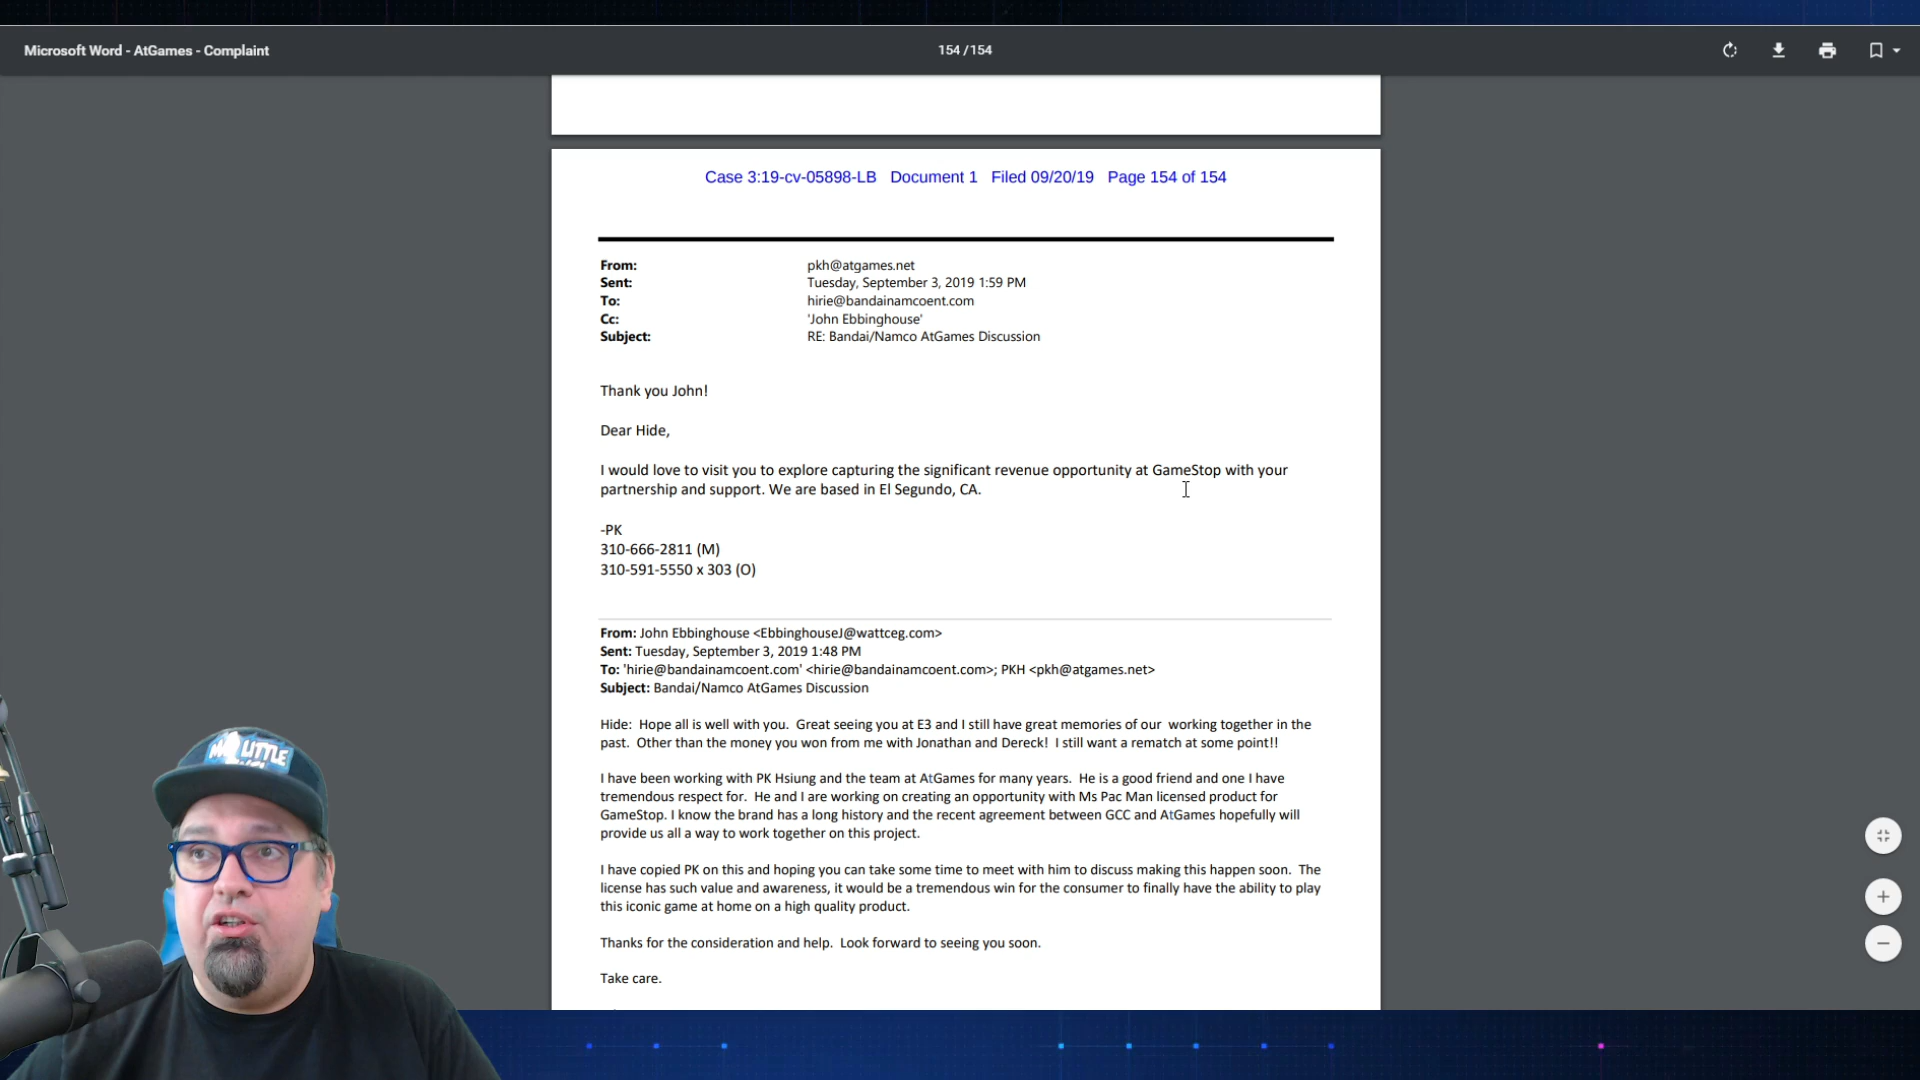 Microsoft Word - AtGames - Complaint
154 / 154
Case 3:19-cv-05898-LB Document 1 Filed 09/20/19 Page 154 of 154
From: pkh@atgames.net
Sent: Tuesday, September 3, 2019 1:59 PM
To: hirie@bandainamcoent.com
Cc: 'John Ebbinghouse'
Subject: RE: Bandai/Namco AtGames Discussion
Thank you John!
Dear Hide,
I would love to visit you to explore capturing the significant revenue opportunity at GameStop with your
partnership and support. We are based in El Segundo, CA.
-PK
310-666-2811 (M)
310-591-5550 x 303 (O)
From: John Ebbinghouse <EbbinghouseJ@wattceg.com>
Sent: Tuesday, September 3, 2019 1:48 PM
To: 'hirie@bandainamcoent.com' <hirie@bandainamcoent.com>; PKH <pkh@atgames.net>
Subject: Bandai/Namco AtGames Discussion
Hide: Hope all is well with you. Great seeing you at E3 and I still have great memories of our working together in the
past. Other than the money you won from me with Jonathan and Dereck! I still want a rematch at some point!!
I have been working with PK Hsiung and the team at AtGames for many years. He is a good friend and one I have
tremendous respect for. He and I are working on creating an opportunity with Ms Pac Man licensed product for
GameStop. I know the brand has a long history and the recent agreement between GCC and AtGames hopefully will
provide us all a way to work together on this project.
I have copied PK on this and hoping you can take some time to meet with him to discuss making this happen soon. The
license has such value and awareness, it would be a tremendous win for the consumer to finally have the ability to play
this iconic game at home on a high quality product.
Thanks for the consideration and help. Look forward to seeing you soon.
Take care.
LITTLE